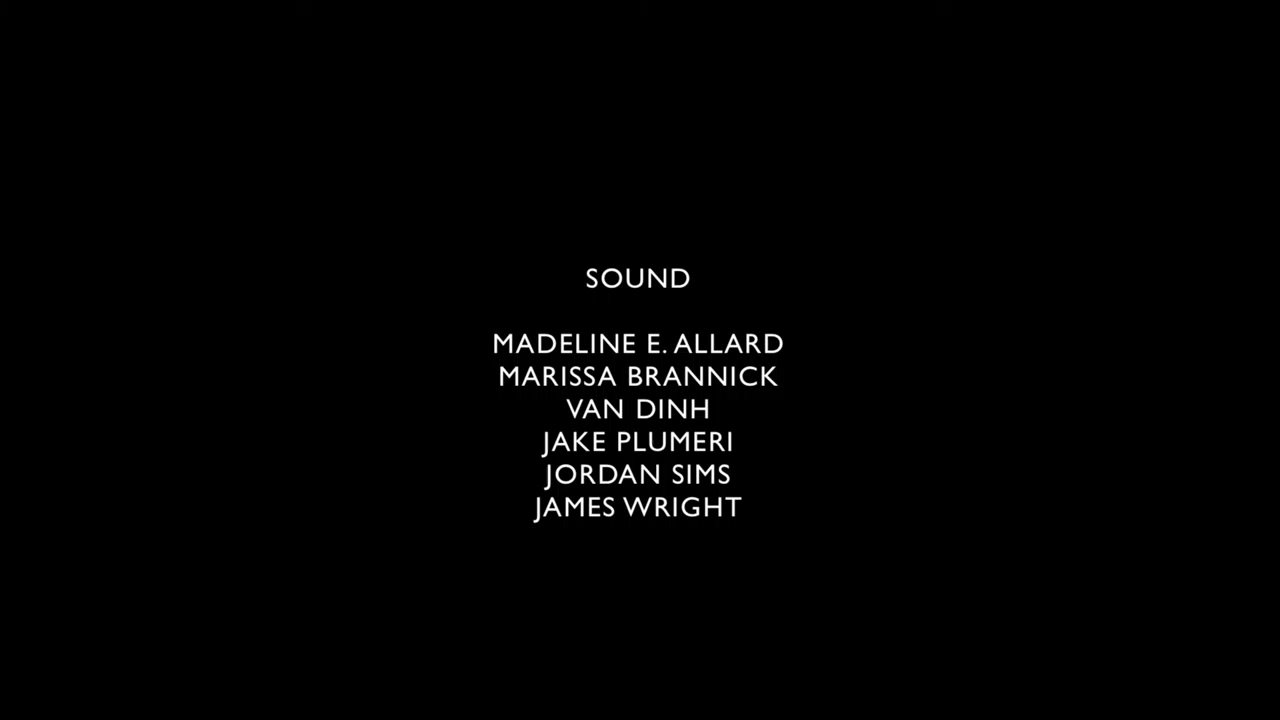 SOUND
MADELINE E. ALLARD
MARISSA BRANNICK
VAN DINH
JAKE PLUMERI
JORDAN SIMS
JAMES WRIGHT